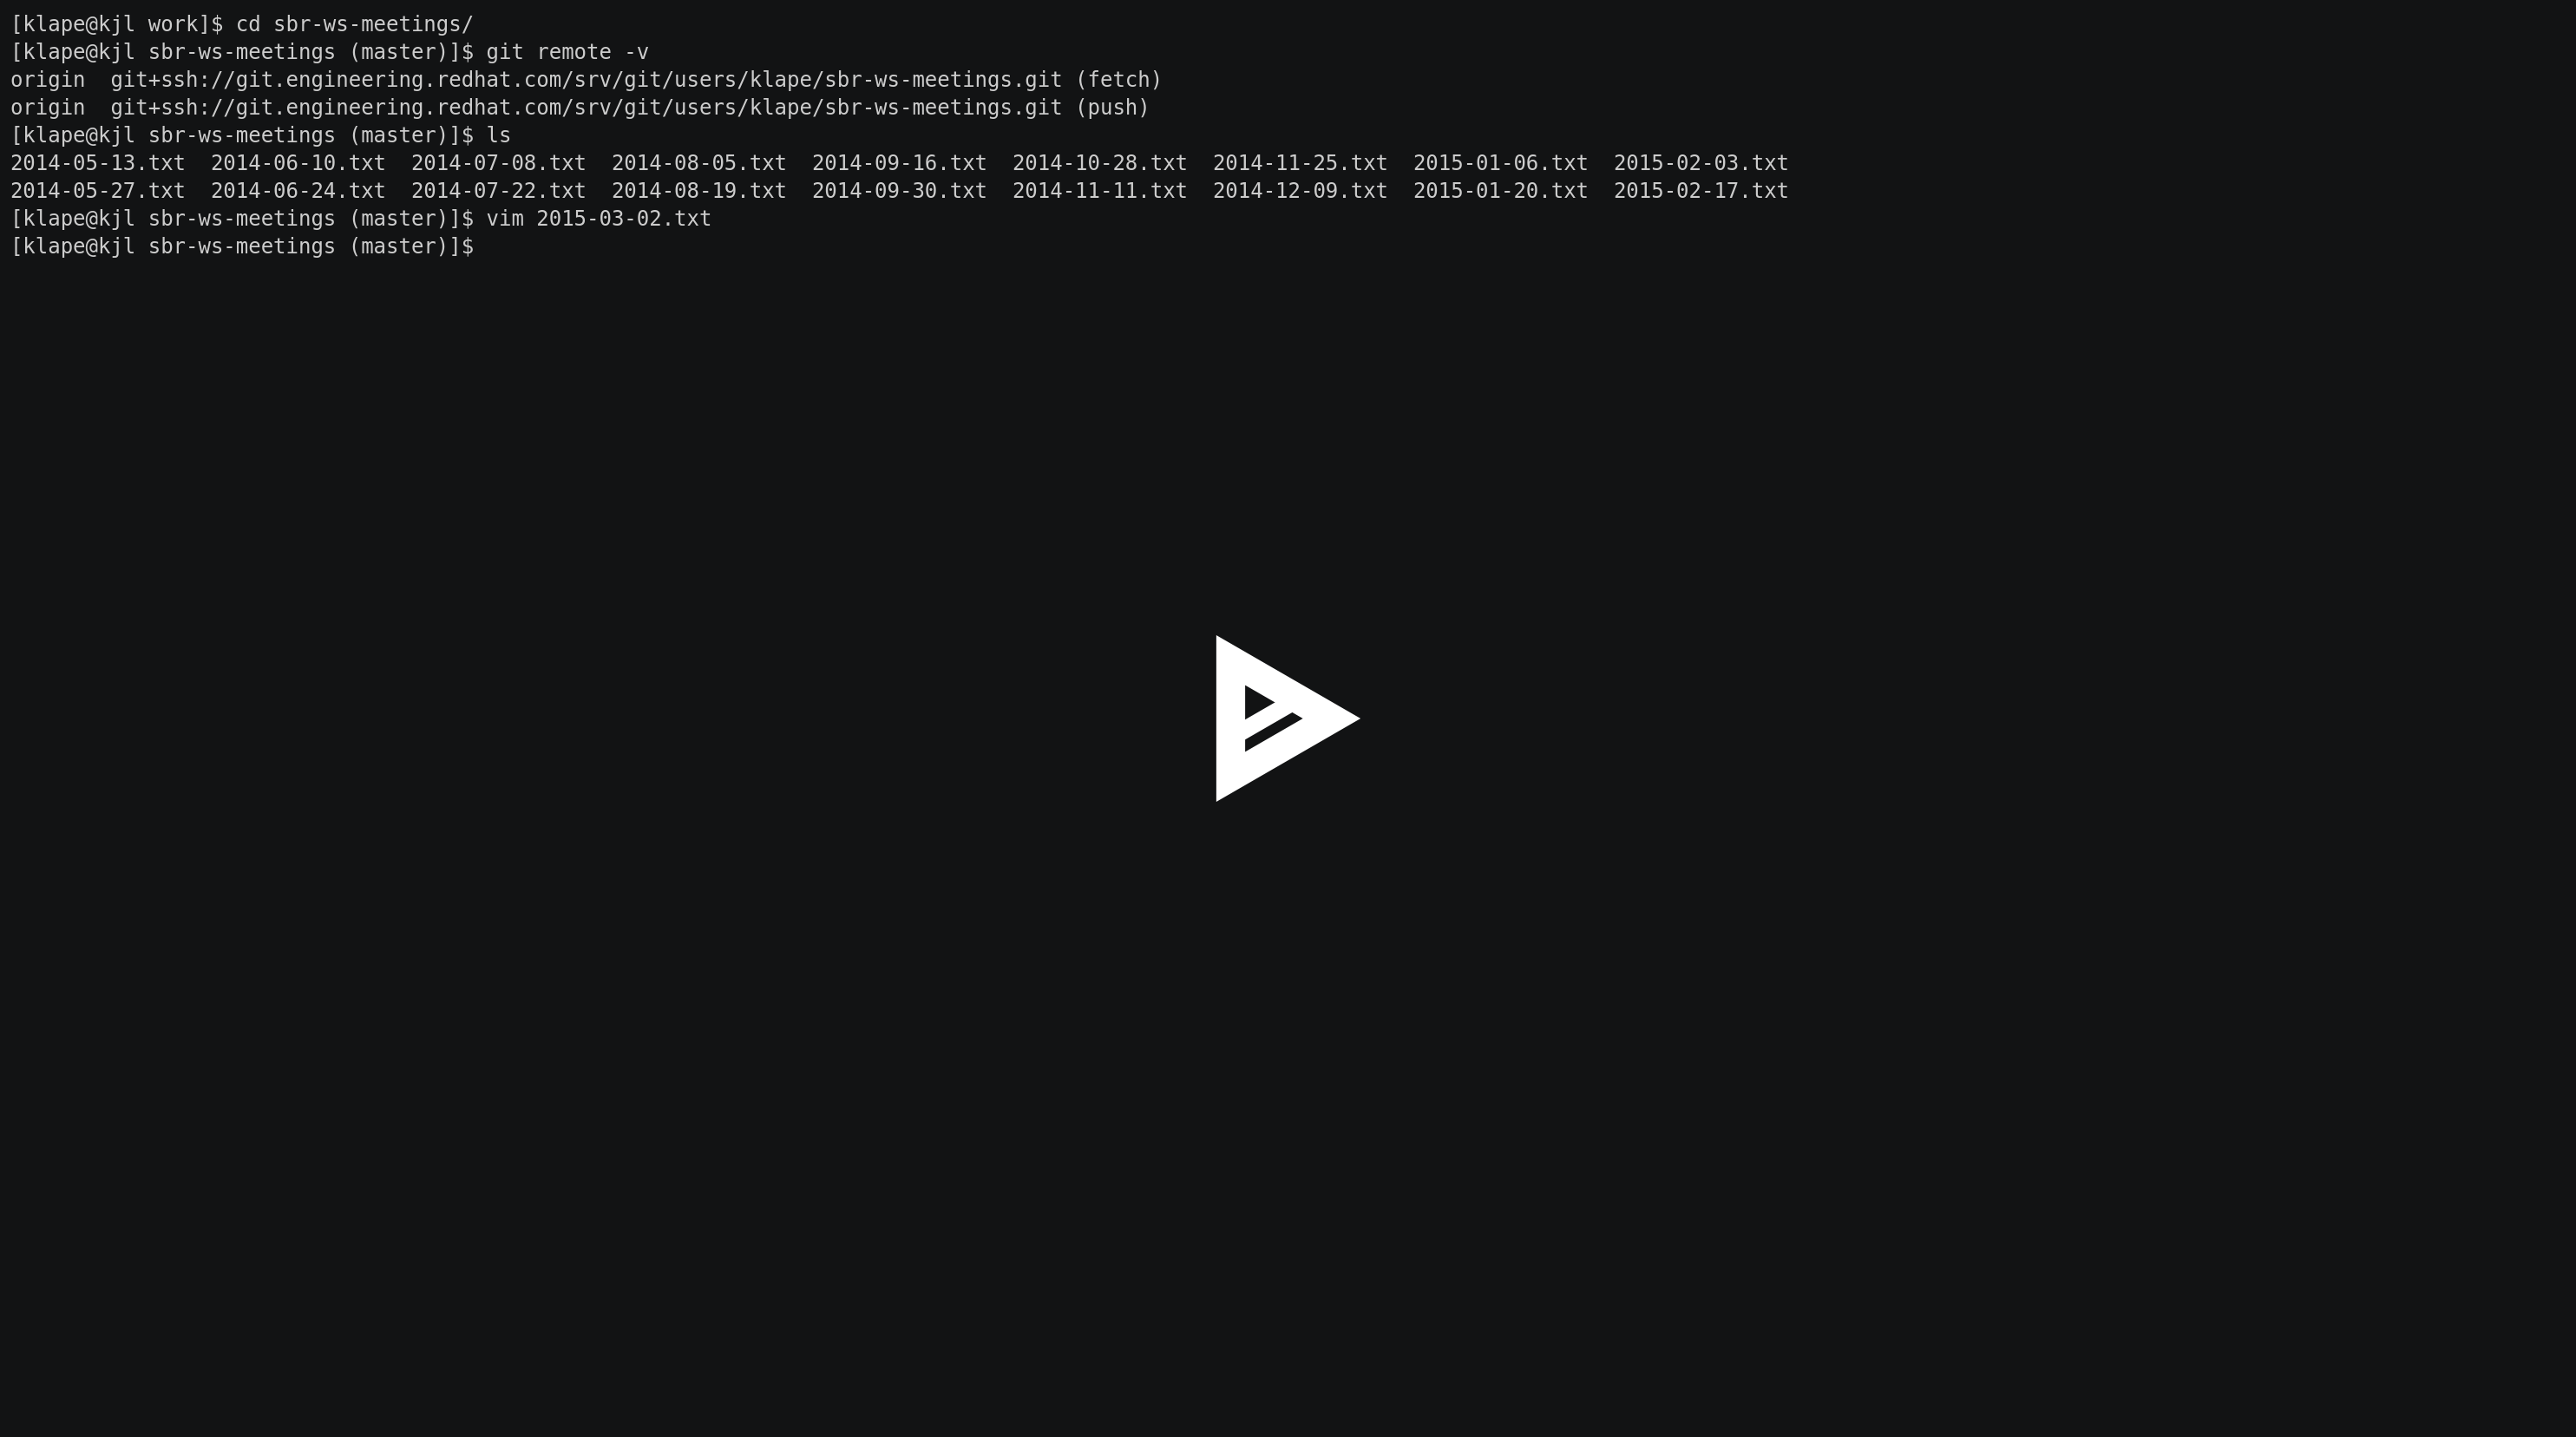 [klape@kjl work]$ cd sbr-ws-meetings/
[klape@kjl sbr-ws-meetings (master)]$ git remote -v
origin  git+ssh://git.engineering.redhat.com/srv/git/users/klape/sbr-ws-meetings.git (fetch)
origin  git+ssh://git.engineering.redhat.com/srv/git/users/klape/sbr-ws-meetings.git (push)
[klape@kjl sbr-ws-meetings (master)]$ ls
2014-05-13.txt  2014-06-10.txt  2014-07-08.txt  2014-08-05.txt  2014-09-16.txt  2014-10-28.txt  2014-11-25.txt  2015-01-06.txt  2015-02-03.txt
2014-05-27.txt  2014-06-24.txt  2014-07-22.txt  2014-08-19.txt  2014-09-30.txt  2014-11-11.txt  2014-12-09.txt  2015-01-20.txt  2015-02-17.txt
[klape@kjl sbr-ws-meetings (master)]$ vim 2015-03-02.txt
[klape@kjl sbr-ws-meetings (master)]$